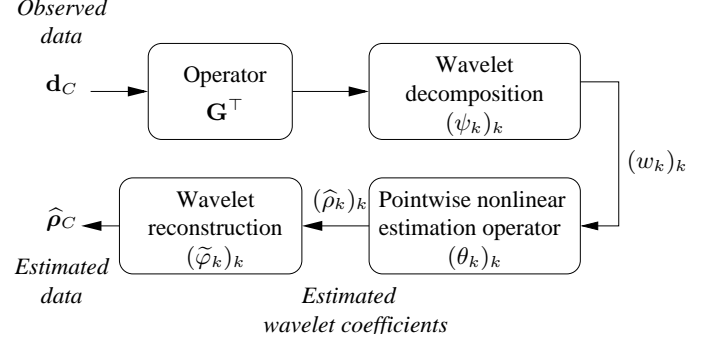 Observed
data
𝐝_C
Operator
𝐆^⊤
Wavelet
decomposition
(ψ_k)_k
(w_k)_k
Pointwise nonlinear
estimation operator
(θ_k)_k
(ρ̂_k)_k
Wavelet
reconstruction
(φ̃_k)_k
𝛒̂_C
Estimated
data
Estimated
wavelet coefficients